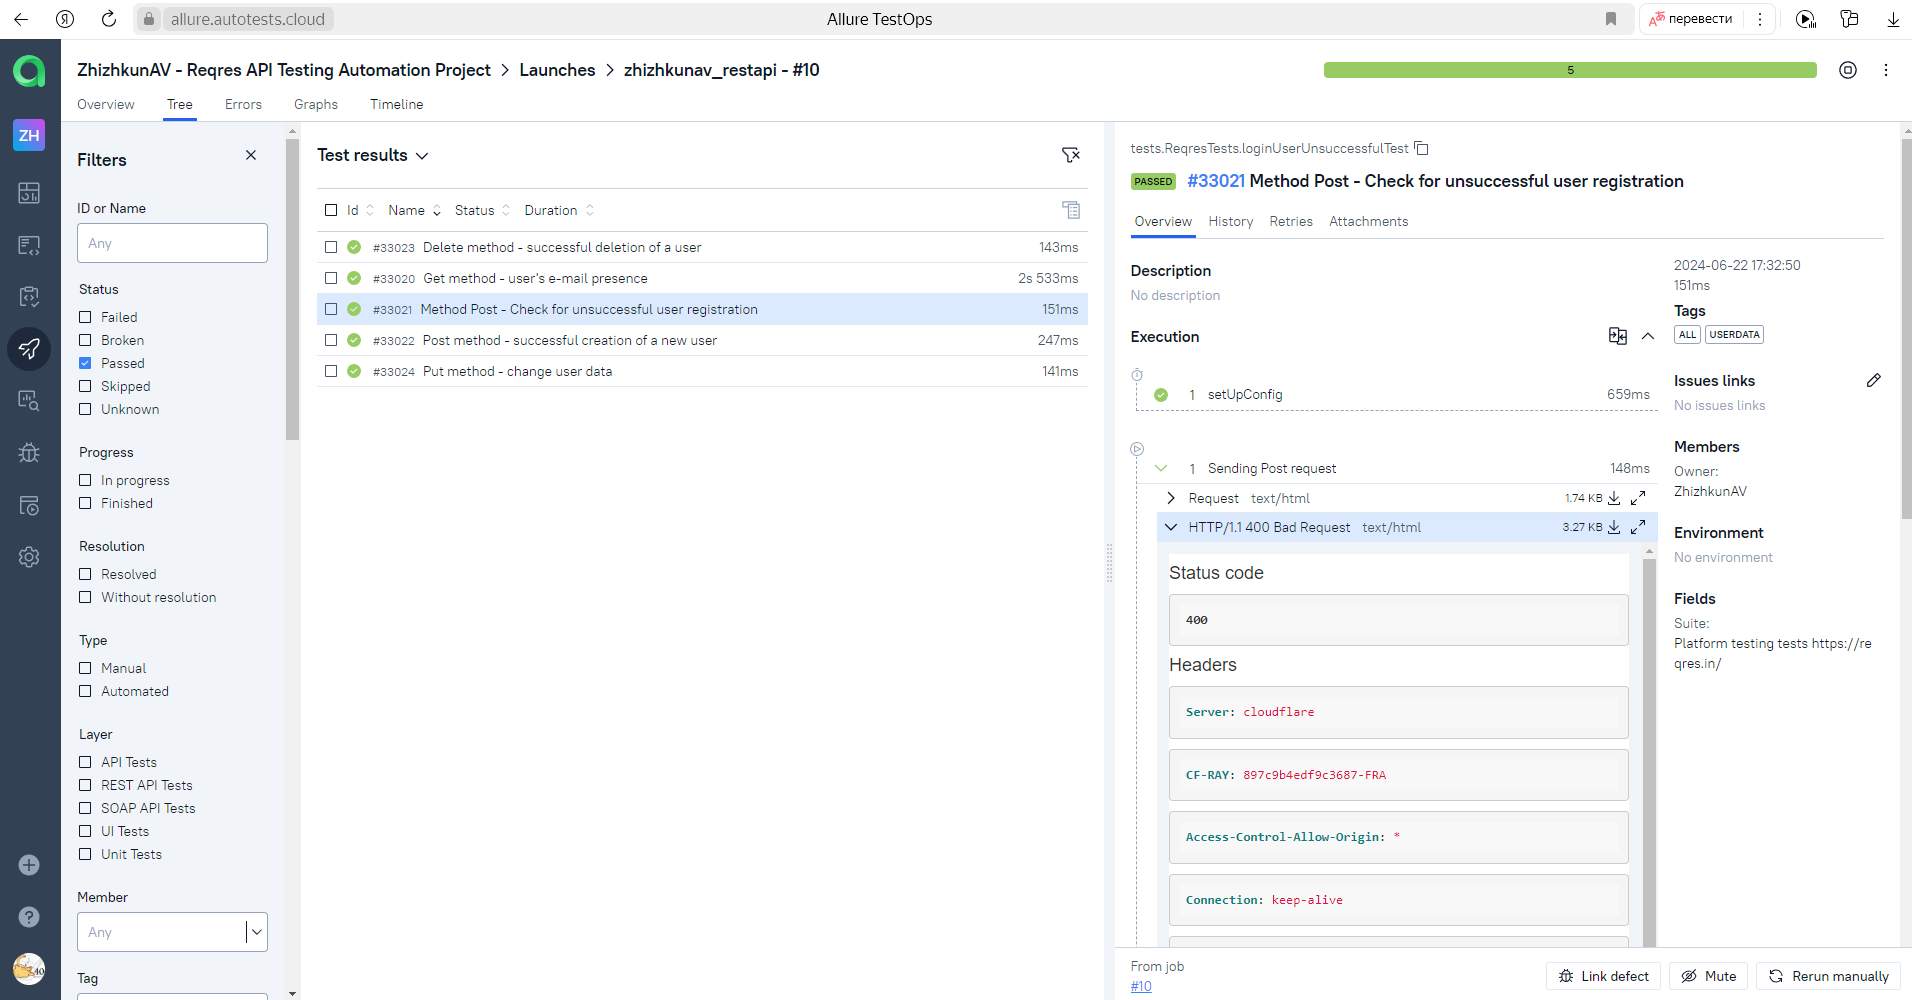 allure.autotests.cloud
Allure TestOps
перевести
ZhizhkunAV - Reqres API Testing Automation Project > Launches > zhizhkunav_restapi - #10
5
Overview Tree Errors Graphs Timeline
ZH
Filters
ID or Name
Any
Status
Failed
Broken
Passed
Skipped
Unknown
Progress
In progress
Finished
Resolution
Resolved
Without resolution
Type
Manual
Automated
Layer
API Tests
REST API Tests
SOAP API Tests
UI Tests
Unit Tests
Member
Any
Tag
Test results
Id Name Status Duration
#33023 Delete method - successful deletion of a user 143ms
#33020 Get method - user's e-mail presence 2s 533ms
#33021 Method Post - Check for unsuccessful user registration 151ms
#33022 Post method - successful creation of a new user 247ms
#33024 Put method - change user data 141ms
tests.ReqresTests.loginUserUnsuccessfulTest
PASSED #33021 Method Post - Check for unsuccessful user registration
Overview History Retries Attachments
Description
No description
Execution
1 setUpConfig 659ms
1 Sending Post request 148ms
Request text/html 1.74 KB
HTTP/1.1 400 Bad Request text/html 3.27 KB
Status code
400
Headers
Server: cloudflare
CF-RAY: 897c9b4edf9c3687-FRA
Access-Control-Allow-Origin: *
Connection: keep-alive
2024-06-22 17:32:50
151ms
Tags
ALL USERDATA
Issues links
No issues links
Members
Owner:
ZhizhkunAV
Environment
No environment
Fields
Suite:
Platform testing tests https://re
qres.in/
From job
#10
Link defect Mute Rerun manually